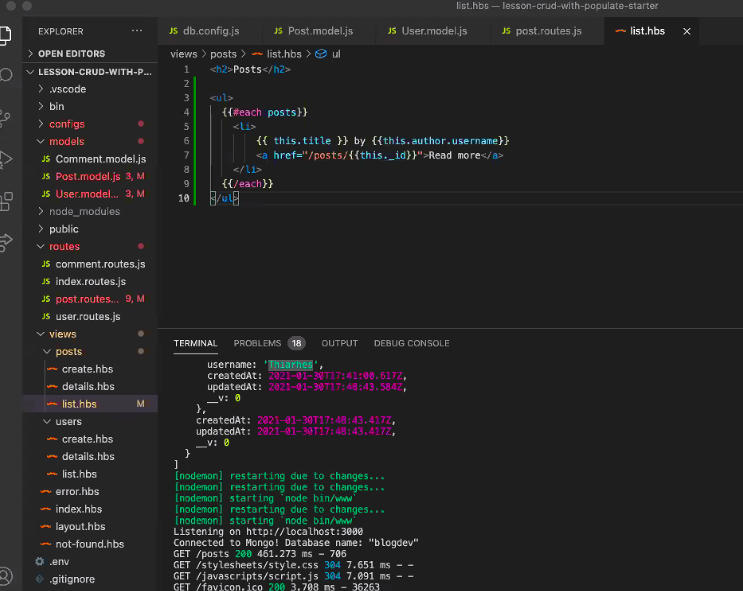 list.hbs — lesson-crud-with-populate-starter
EXPLORER ...
JS db.config.js JS Post.model.js JS User.model.js JS post.routes.js list.hbs ×
OPEN EDITORS
views > posts > list.hbs > ul
LESSON-CRUD-WITH-P...
.vscode
bin
configs
models
JS Comment.model.js
JS Post.model.js 3, M
JS User.model... 3, M
node_modules
public
routes
JS comment.routes.js
JS index.routes.js
JS post.routes... 9, M
JS user.routes.js
views
posts
create.hbs
details.hbs
list.hbs M
users
create.hbs
details.hbs
list.hbs
error.hbs
index.hbs
layout.hbs
not-found.hbs
.env
.gitignore
1 <h2>Posts</h2>
2
3 <ul>
4 {{#each posts}}
5 <li>
6 {{ this.title }} by {{this.author.username}}
7 <a href="/posts/{{this._id}}">Read more</a>
8 </li>
9 {{/each}}
10 </ul>
TERMINAL PROBLEMS 18 OUTPUT DEBUG CONSOLE
username: 'Thiarhes',
createdAt: 2021-01-30T17:41:00.617Z,
updatedAt: 2021-01-30T17:48:43.584Z,
__v: 0
},
createdAt: 2021-01-30T17:48:43.417Z,
updatedAt: 2021-01-30T17:48:43.417Z,
__v: 0
}
]
[nodemon] restarting due to changes...
[nodemon] restarting due to changes...
[nodemon] starting `node bin/www`
[nodemon] restarting due to changes...
[nodemon] starting `node bin/www`
Listening on http://localhost:3000
Connected to Mongo! Database name: "blogdev"
GET /posts 200 461.273 ms - 706
GET /stylesheets/style.css 304 7.651 ms - -
GET /javascripts/script.js 304 7.091 ms - -
GET /favicon.ico 200 3.708 ms - 36263